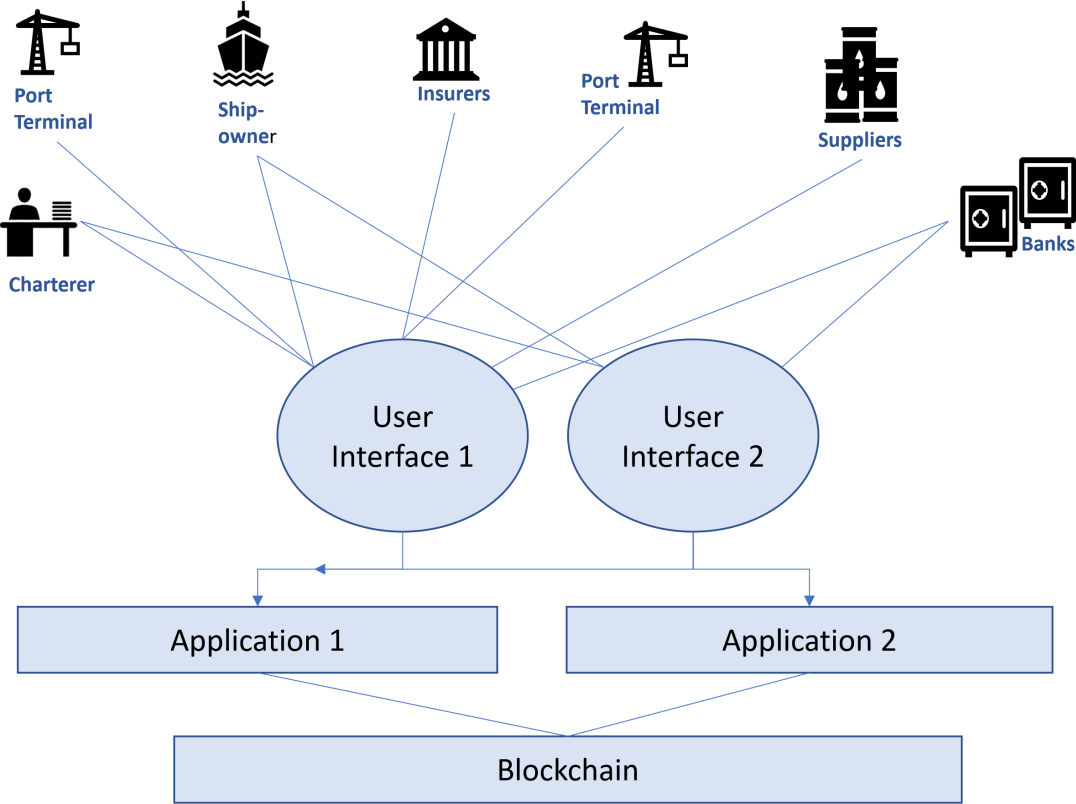 Port
Terminal
Ship-
owner
Insurers
Port
Terminal
Suppliers
Charterer
Banks
User
Interface 1
User
Interface 2
Application 1
Application 2
Blockchain